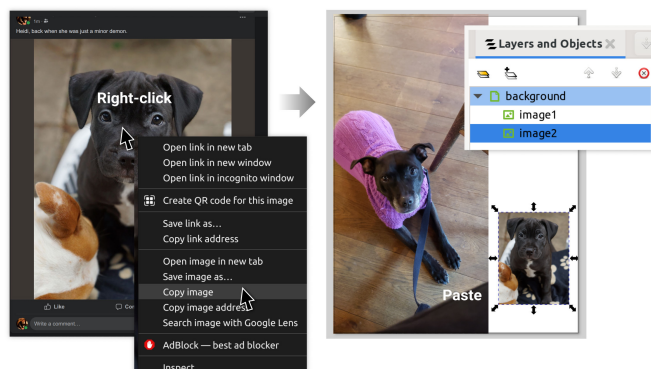 1m
Heidi, back when she was just a minor demon.
Right-click
Open link in new tab
Open link in new window
Open link in incognito window
Create QR code for this image
Save link as…
Copy link address
Open image in new tab
Save image as…
Copy image
Copy image address
Search image with Google Lens
AdBlock — best ad blocker
Inspect
Like
Write a comment…
Layers and Objects
background
image1
image2
Paste